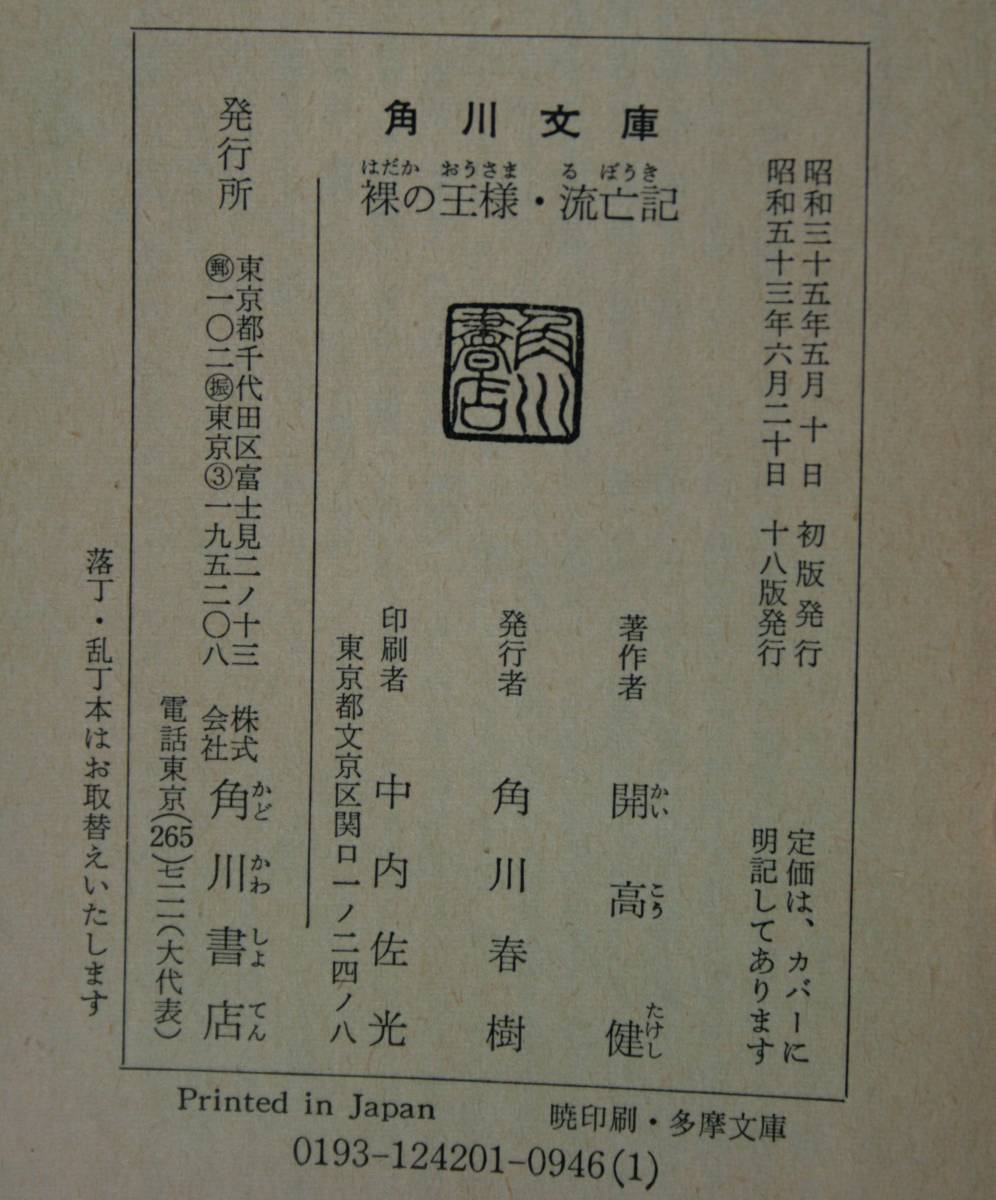 角川文庫
はだか おうさま る ぼうき
裸の王様・流亡記
昭和三十五年五月十日 初版発行
昭和五十三年六月二十日 十八版発行
定価は、カバーに
明記してあります
角川書店
著作者 開高健
かいこうたけし
発行者 角川春樹
印刷者 中内佐光
東京都文京区関口一ノ二四ノ八
発行所
東京都千代田区富士見二ノ十三
㊟一〇二㊟東京③一九五二〇八
株式
会社
角川書店
かどかわしよてん
電話東京(265)七一一一(大代表)
落丁・乱丁本はお取替えいたします
Printed in Japan
暁印刷・多摩文庫
0193-124201-0946(1)